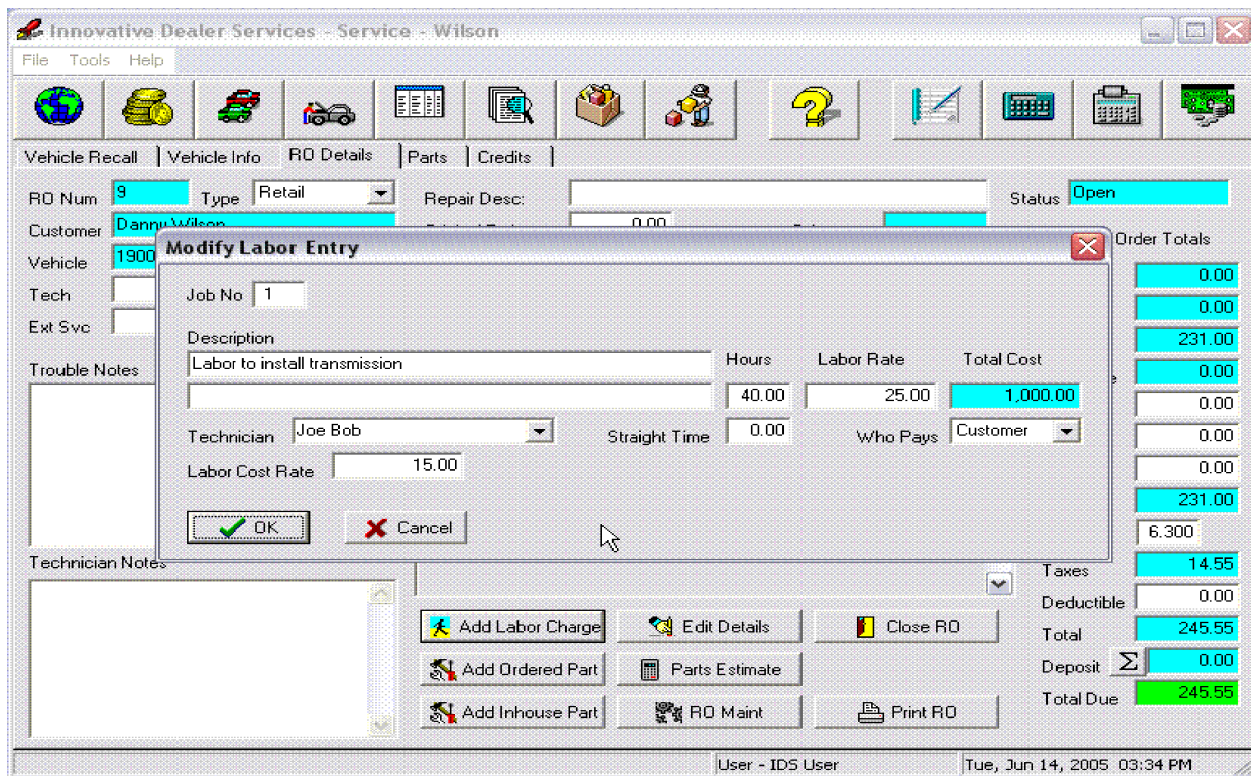 Innovative Dealer Services - Service - Wilson
File Tools Help
Vehicle Recall Vehicle Info RO Details Parts Credits
RO Num 9 Type Retail Repair Desc: Status Open
Customer Danny Wilson 0.00
Vehicle 1900 Order Totals
Tech 0.00
Ext Svc 0.00
231.00
Trouble Notes 0.00
0.00
0.00
0.00
231.00
6.300
Modify Labor Entry
Job No 1
Description Hours Labor Rate Total Cost
Labor to install transmission
40.00 25.00 1,000.00
Technician Joe Bob Straight Time 0.00 Who Pays Customer
Labor Cost Rate 15.00
OK Cancel
Technician Notes
Taxes 14.55
Deductible 0.00
Add Labor Charge Edit Details Close RO Total 245.55
Add Ordered Part Parts Estimate Deposit Σ 0.00
Add Inhouse Part RO Maint Print RO Total Due 245.55
User - IDS User Tue, Jun 14, 2005 03:34 PM